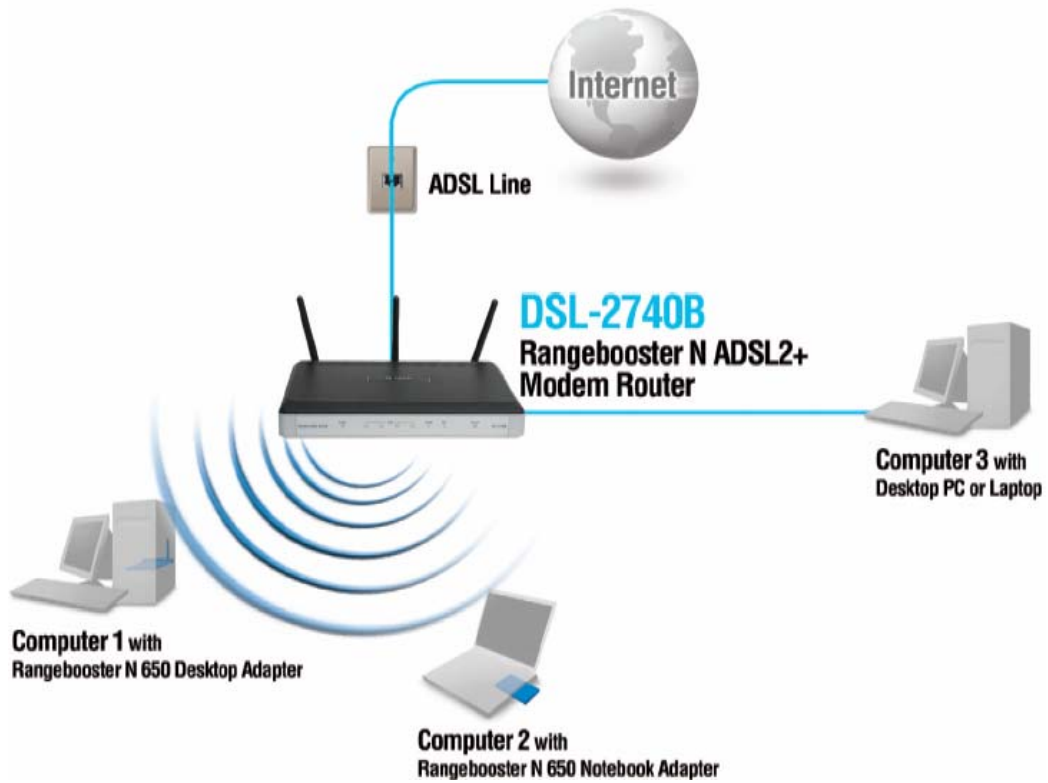 Internet
ADSL Line
DSL-2740B
Rangebooster N ADSL2+
Modem Router
Computer 3 with
Desktop PC or Laptop
Computer 1 with
Rangebooster N 650 Desktop Adapter
Computer 2 with
Rangebooster N 650 Notebook Adapter